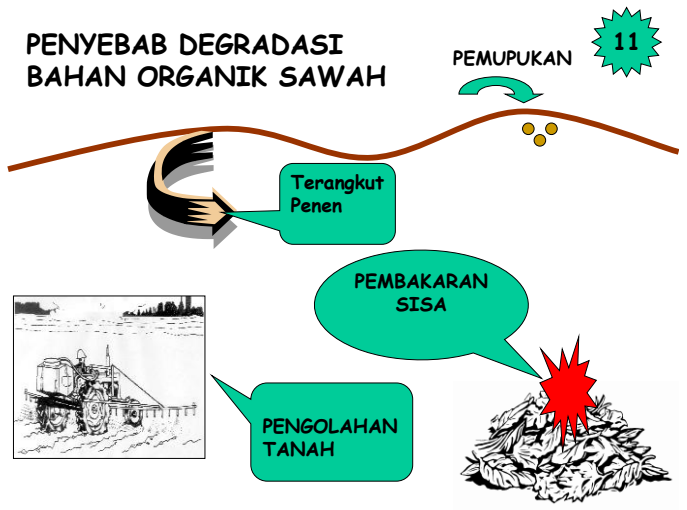 PENYEBAB DEGRADASI
BAHAN ORGANIK SAWAH
PEMUPUKAN
11
Terangkut
Penen
PEMBAKARAN
SISA
PENGOLAHAN
TANAH